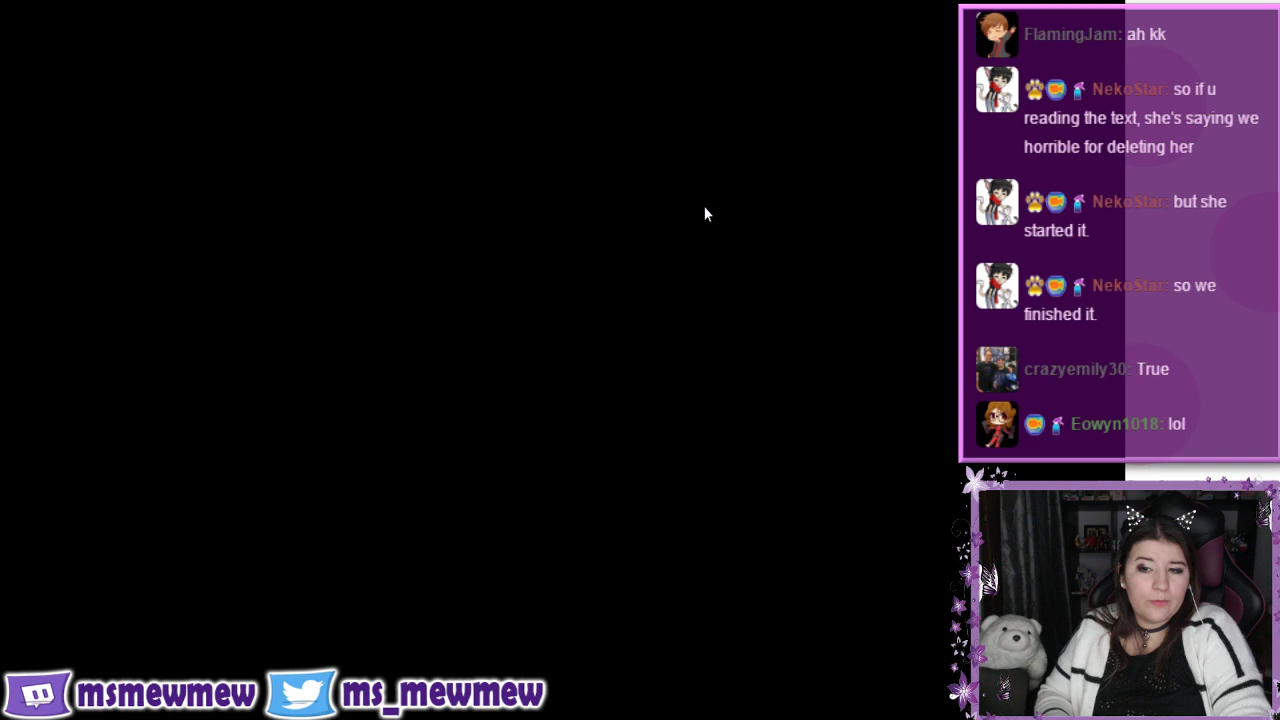 FlamingJam: ah kk
NekoStar: so if u
reading the text, she's saying we
horrible for deleting her
NekoStar: but she
started it.
NekoStar: so we
finished it.
crazyemily30: True
Eowyn1018: lol
msmewmew ms_mewmew